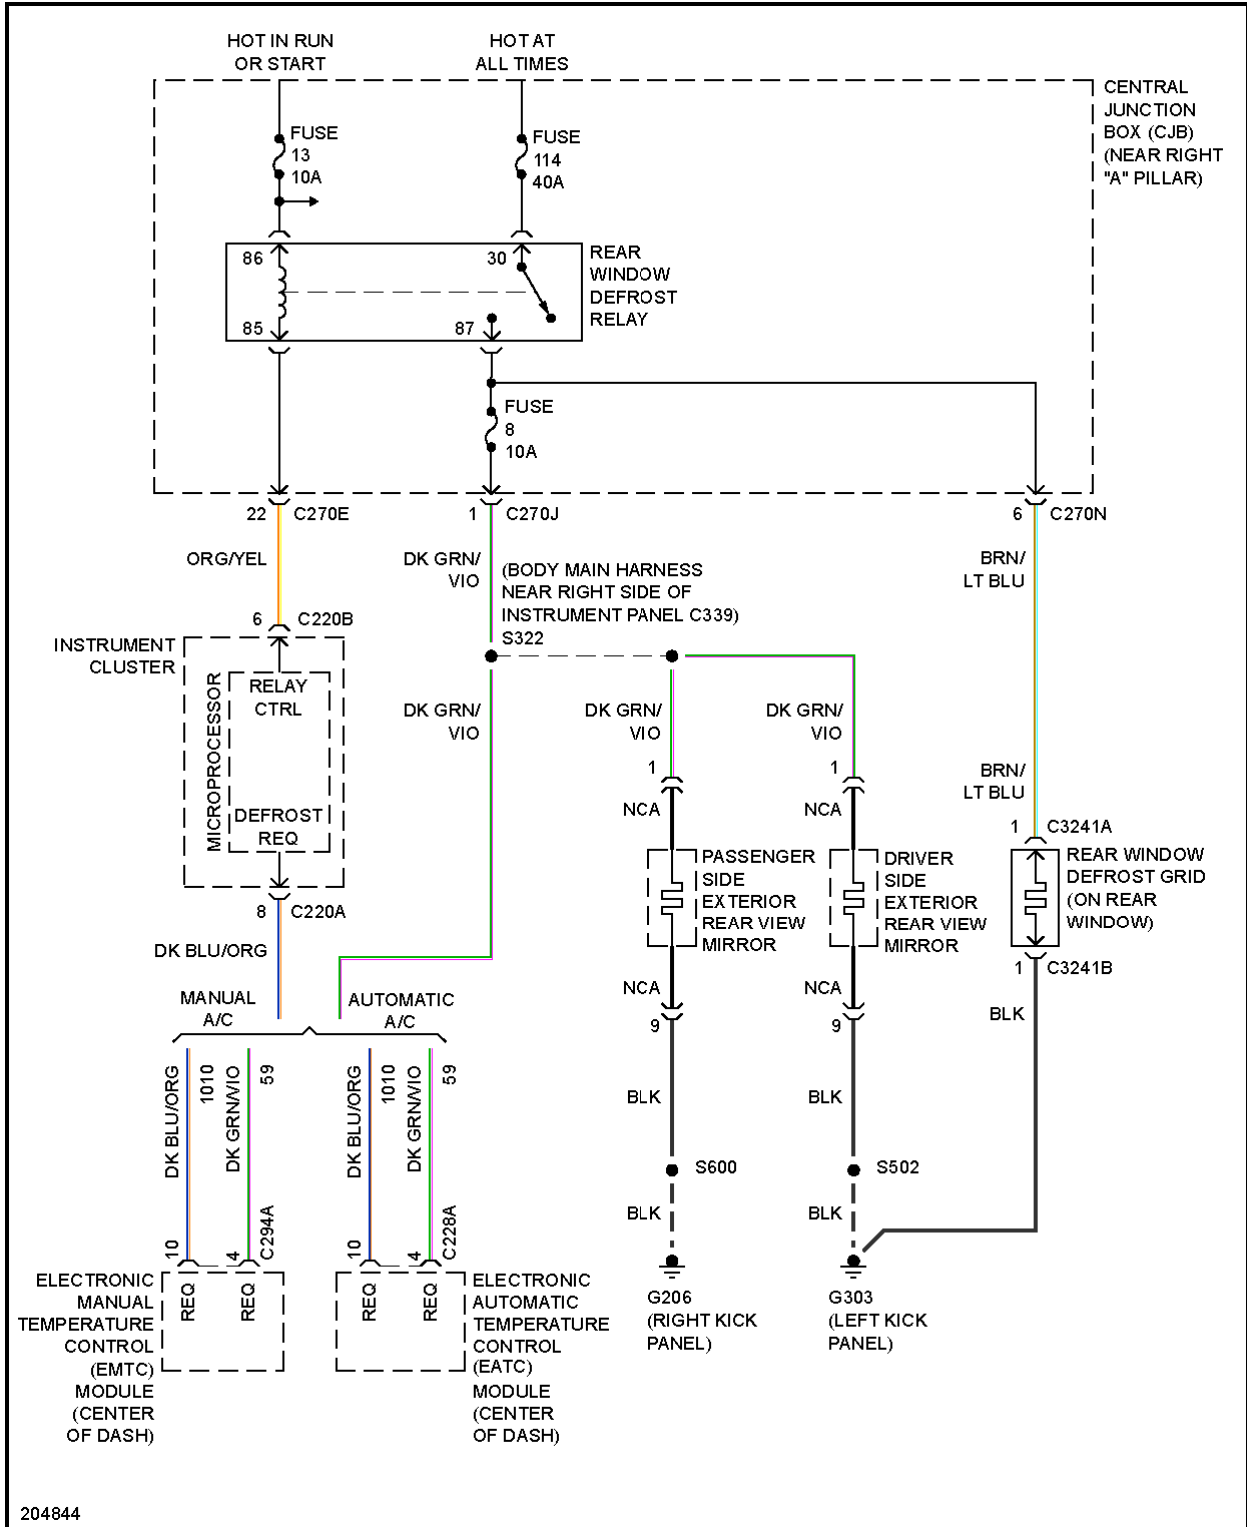 HOT IN RUN
OR START
HOT AT
ALL TIMES
CENTRAL
JUNCTION
BOX (CJB)
(NEAR RIGHT
"A" PILLAR)
FUSE
13
10A
FUSE
114
40A
86
30
85
87
REAR
WINDOW
DEFROST
RELAY
FUSE
8
10A
22
C270E
1
C270J
6
C270N
ORG/YEL
DK GRN/
VIO
(BODY MAIN HARNESS
NEAR RIGHT SIDE OF
INSTRUMENT PANEL C339)
S322
BRN/
LT BLU
6
C220B
INSTRUMENT
CLUSTER
MICROPROCESSOR
RELAY
CTRL
DEFROST
REQ
8
C220A
DK BLU/ORG
DK GRN/
VIO
DK GRN/
VIO
DK GRN/
VIO
1
1
BRN/
LT BLU
1
C3241A
NCA
NCA
PASSENGER
SIDE
EXTERIOR
REAR VIEW
MIRROR
DRIVER
SIDE
EXTERIOR
REAR VIEW
MIRROR
REAR WINDOW
DEFROST GRID
(ON REAR
WINDOW)
1
C3241B
NCA
NCA
9
9
BLK
MANUAL
A/C
AUTOMATIC
A/C
DK BLU/ORG
1010
DK GRN/VIO
59
DK BLU/ORG
1010
DK GRN/VIO
59
BLK
BLK
S600
S502
BLK
BLK
10
4
C294A
10
4
C228A
REQ
REQ
REQ
REQ
ELECTRONIC
MANUAL
TEMPERATURE
CONTROL
(EMTC)
MODULE
(CENTER
OF DASH)
ELECTRONIC
AUTOMATIC
TEMPERATURE
CONTROL
(EATC)
MODULE
(CENTER
OF DASH)
G206
(RIGHT KICK
PANEL)
G303
(LEFT KICK
PANEL)
204844